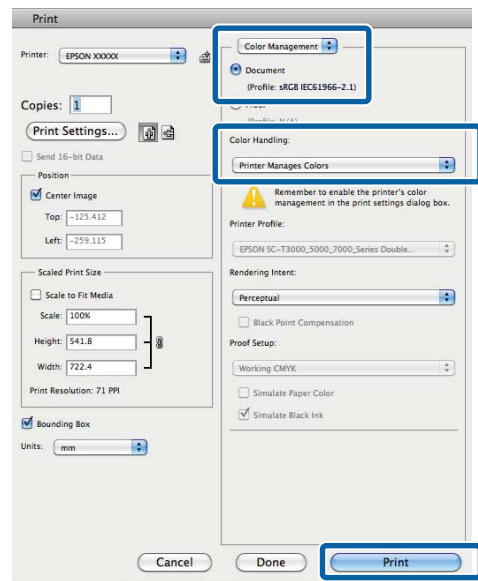 Print
Printer: EPSON XXXXX
Copies: 1
Print Settings...
Send 16-bit Data
Position
Center Image
Top: -125.412
Left: -259.115
Scaled Print Size
Scale to Fit Media
Scale: 100%
Height: 541.8
Width: 722.4
Print Resolution: 71 PPI
Bounding Box
Units: mm
Color Management
Document
(Profile: sRGB IEC61966-2.1)
Color Handling:
Printer Manages Colors
Remember to enable the printer's color
management in the print settings dialog box.
Printer Profile:
EPSON SC-T3000_5000_7000_Series Double...
Rendering Intent:
Perceptual
Black Point Compensation
Proof Setup:
Working CMYK
Simulate Paper Color
Simulate Black Ink
Cancel
Done
Print